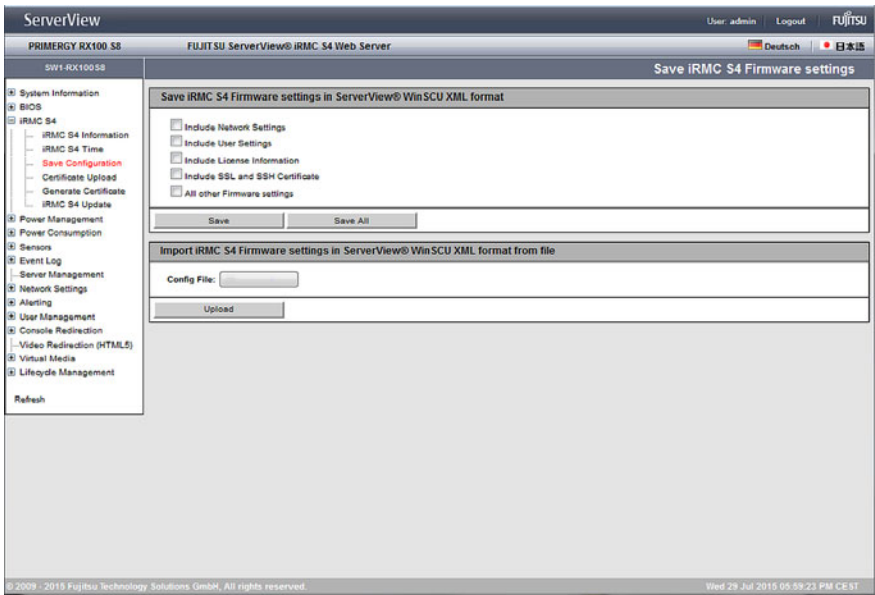 ServerView
User: admin Logout FUJITSU
PRIMERGY RX100 S8 FUJITSU ServerView® iRMC S4 Web Server Deutsch 日本語
SW1-RX100S8 Save iRMC S4 Firmware settings
System Information
BIOS
iRMC S4
iRMC S4 Information
iRMC S4 Time
Save Configuration
Certificate Upload
Generate Certificate
iRMC S4 Update
Power Management
Power Consumption
Sensors
Event Log
Server Management
Network Settings
Alerting
User Management
Console Redirection
Video Redirection (HTML5)
Virtual Media
Lifecycle Management
Refresh
Save iRMC S4 Firmware settings in ServerView® WinSCU XML format
Include Network Settings
Include User Settings
Include License Information
Include SSL and SSH Certificate
All other Firmware settings
Save Save All
Import iRMC S4 Firmware settings in ServerView® WinSCU XML format from file
Config File:
Upload
© 2009 - 2015 Fujitsu Technology Solutions GmbH, All rights reserved. Wed 29 Jul 2015 05:59:23 PM CEST